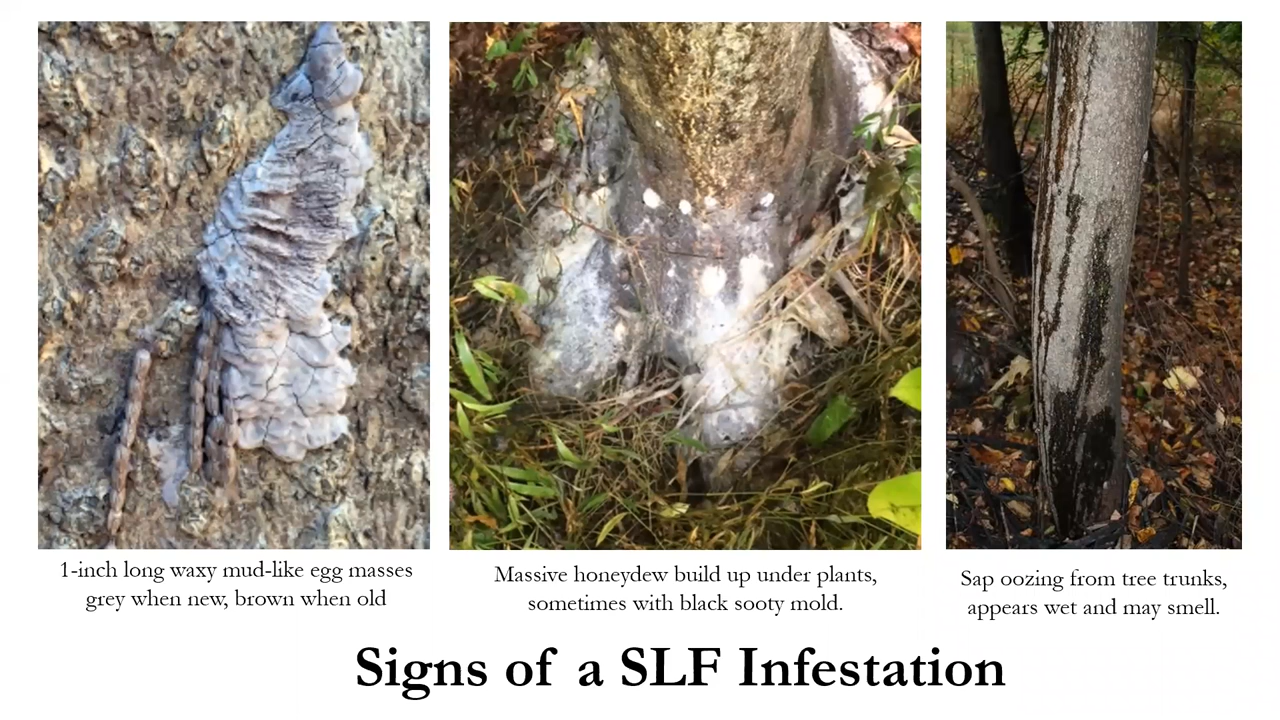 1-inch long waxy mud-like egg masses
grey when new, brown when old
Massive honeydew build up under plants,
sometimes with black sooty mold.
Sap oozing from tree trunks,
appears wet and may smell.
Signs of a SLF Infestation